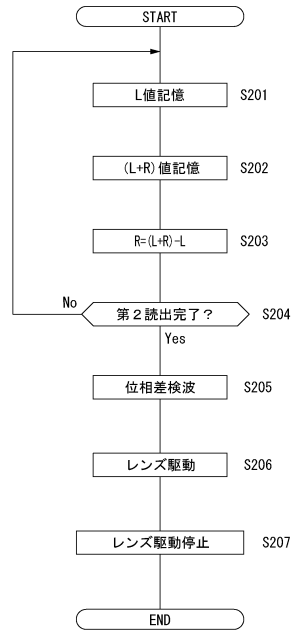 START
L値記憶 S201
(L+R)値記憶 S202
R=(L+R)-L S203
No 第2読出完了? S204
Yes
位相差検波 S205
レンズ駆動 S206
レンズ駆動停止 S207
END